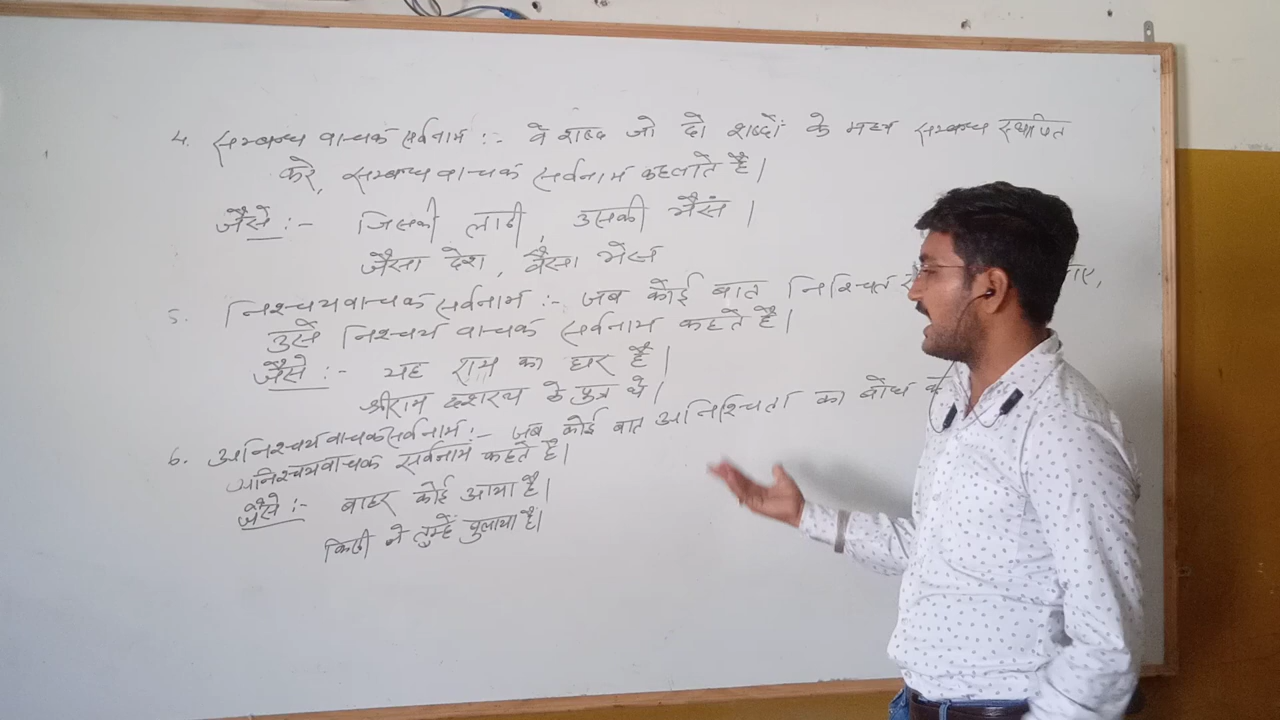 4. सम्बन्ध वाचक सर्वनाम :- वे शब्द जो दो शब्दों के मध्य सम्बन्ध स्थापित
करे, सम्बन्ध वाचक सर्वनाम कहलाते है।
जैसे :- जिसकी लाठी, उसकी भैसं।
जैसा देश, वैसा भेर्स
5. निश्चयवाचक सर्वनाम :- जब कोई बात निश्चित
उसे निश्चय वाचक सर्वनाम कहते है।
जैसे :- यह राम का घर है।
श्रीराम दशरथ के पुत्र थे।
6. अनिश्चयवाचक सर्वनाम :- जब कोई बात अनिश्चिता का बोध
अनिश्चयवाचक सर्वनाम कहते है।
जैसे :- बाहर कोई आया है।
किसी ने तुम्हें बुलाया है।